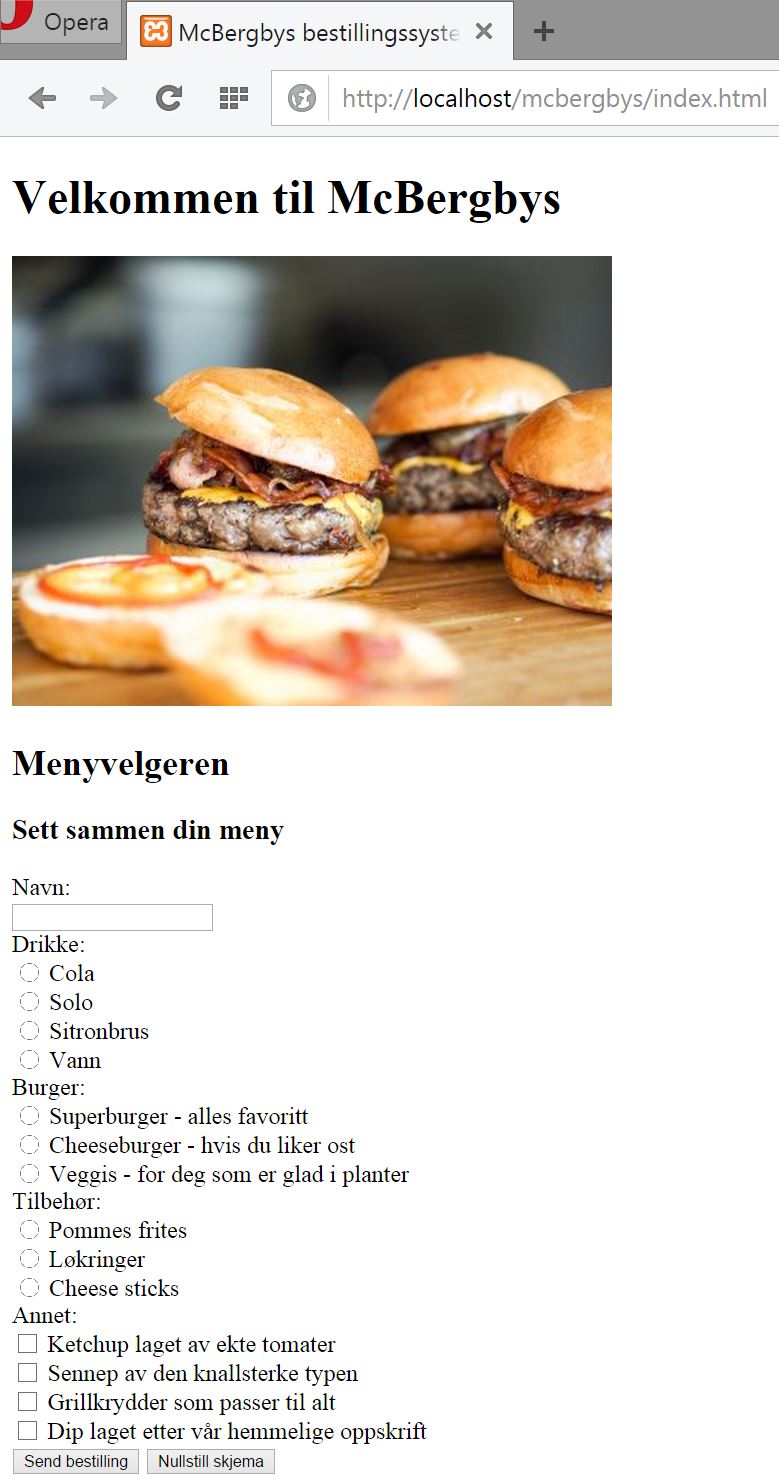 Opera
McBergbys bestillingssyste
http://localhost/mcbergbys/index.html
Velkommen til McBergbys
Menyvelgeren
Sett sammen din meny
Navn:
Drikke:
Cola
Solo
Sitronbrus
Vann
Burger:
Superburger - alles favoritt
Cheeseburger - hvis du liker ost
Veggis - for deg som er glad i planter
Tilbehør:
Pommes frites
Løkringer
Cheese sticks
Annet:
Ketchup laget av ekte tomater
Sennep av den knallsterke typen
Grillkrydder som passer til alt
Dip laget etter vår hemmelige oppskrift
Send bestilling Nullstill skjema